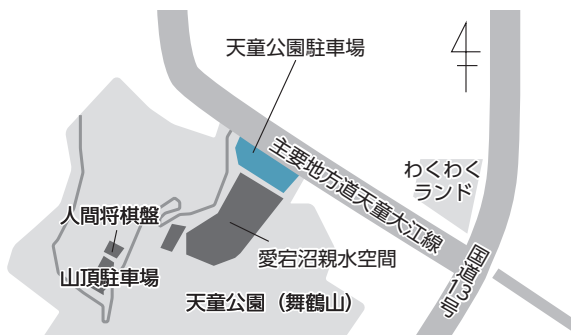 天童公園駐車場
主要地方道天童大江線
わくわく
ランド
人間将棋盤
山頂駐車場
愛宕沼親水空間
天童公園（舞鶴山）
国道13号